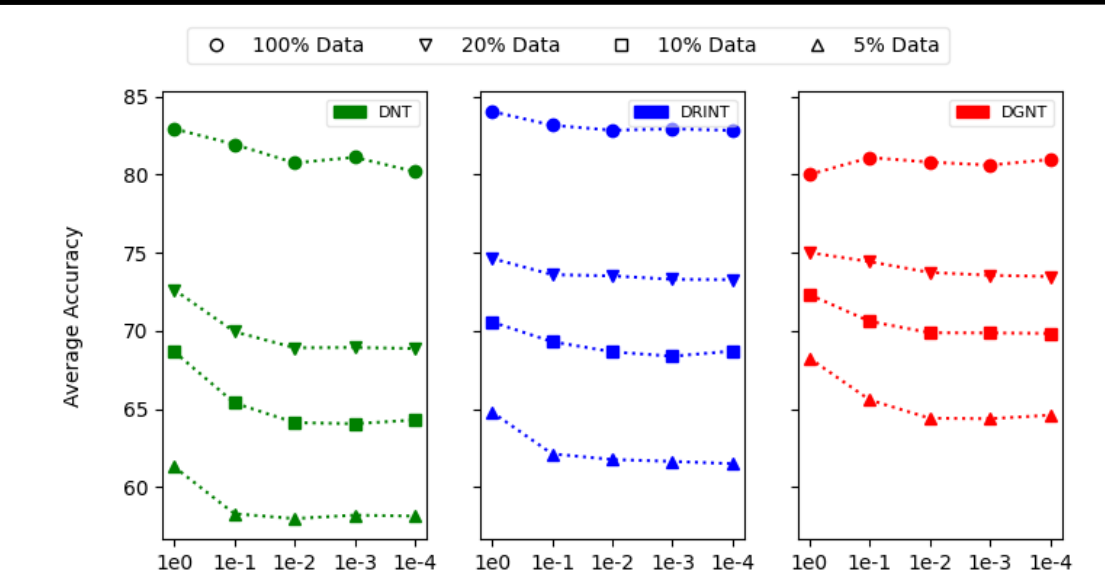 100% Data 20% Data 10% Data 5% Data
DNT DRINT DGNT
Average Accuracy
85
80
75
70
65
60
1e0 1e-1 1e-2 1e-3 1e-4 1e0 1e-1 1e-2 1e-3 1e-4 1e0 1e-1 1e-2 1e-3 1e-4